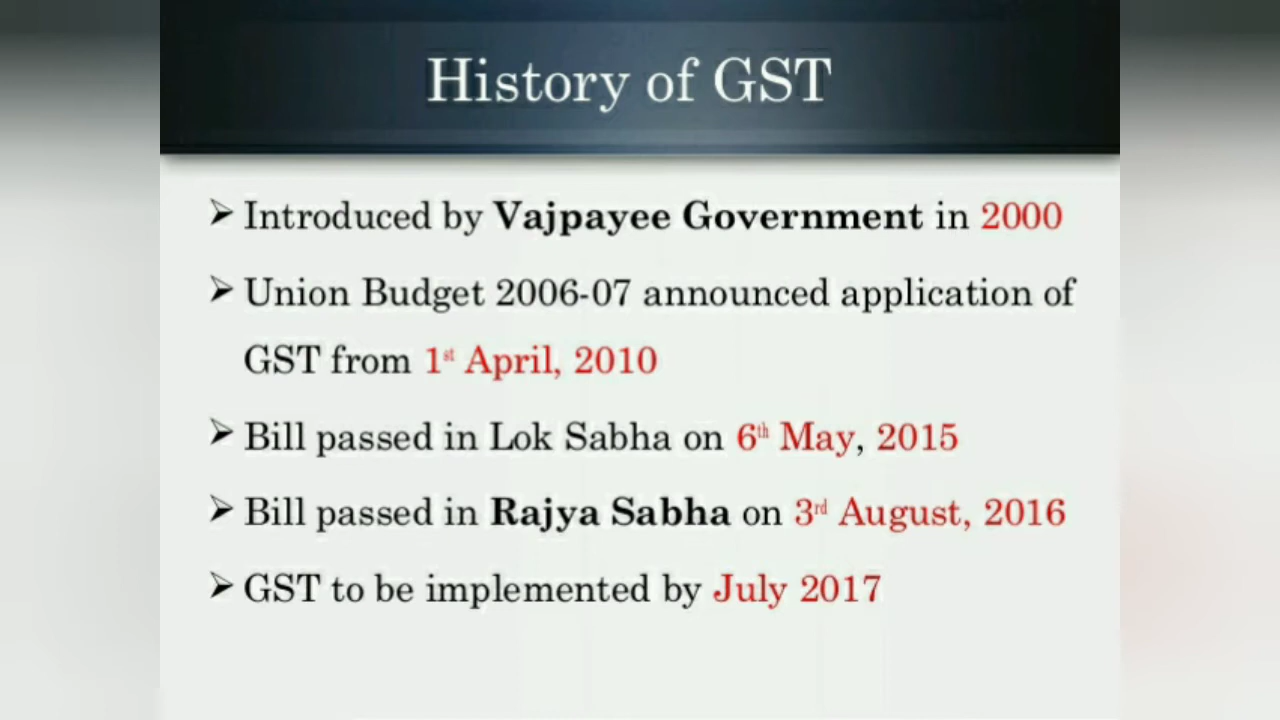 History of GST
➢ Introduced by Vajpayee Government in 2000
➢ Union Budget 2006-07 announced application of
GST from 1st April, 2010
➢ Bill passed in Lok Sabha on 6th May, 2015
➢ Bill passed in Rajya Sabha on 3rd August, 2016
➢ GST to be implemented by July 2017